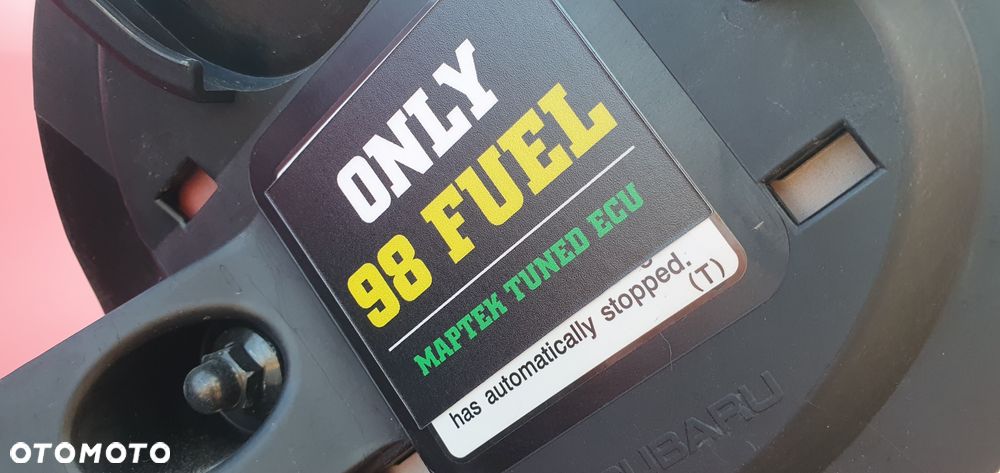 ONLY
98 FUEL
MAPTEK TUNED ECU
has automatically stopped.
(T)
SUBARU
OTOMOTO